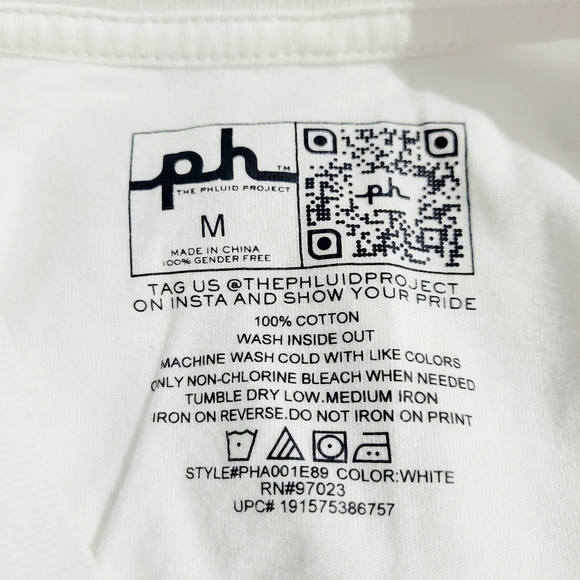 ph™
THE PHLUID PROJECT
M
MADE IN CHINA
100% GENDER FREE
ph
TAG US @THEPHLUIDPROJECT
ON INSTA AND SHOW YOUR PRIDE
100% COTTON
WASH INSIDE OUT
MACHINE WASH COLD WITH LIKE COLORS
ONLY NON-CHLORINE BLEACH WHEN NEEDED
TUMBLE DRY LOW.MEDIUM IRON
IRON ON REVERSE.DO NOT IRON ON PRINT
STYLE#PHA001E89 COLOR:WHITE
RN#97023
UPC# 191575386757